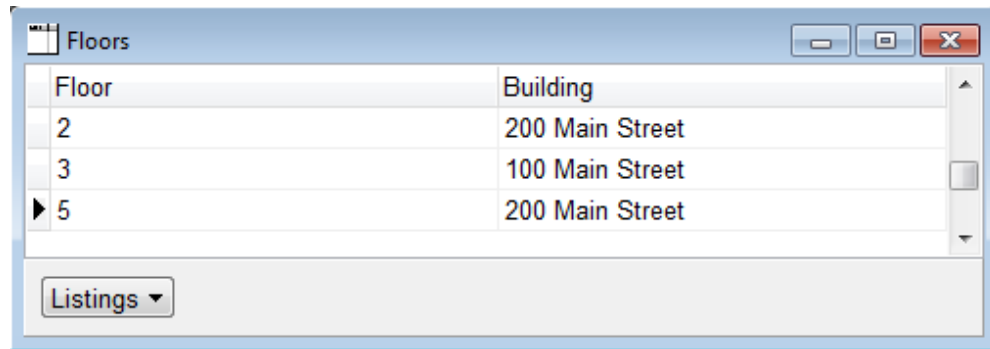 Floors
Floor Building
2 200 Main Street
3 100 Main Street
5 200 Main Street
Listings